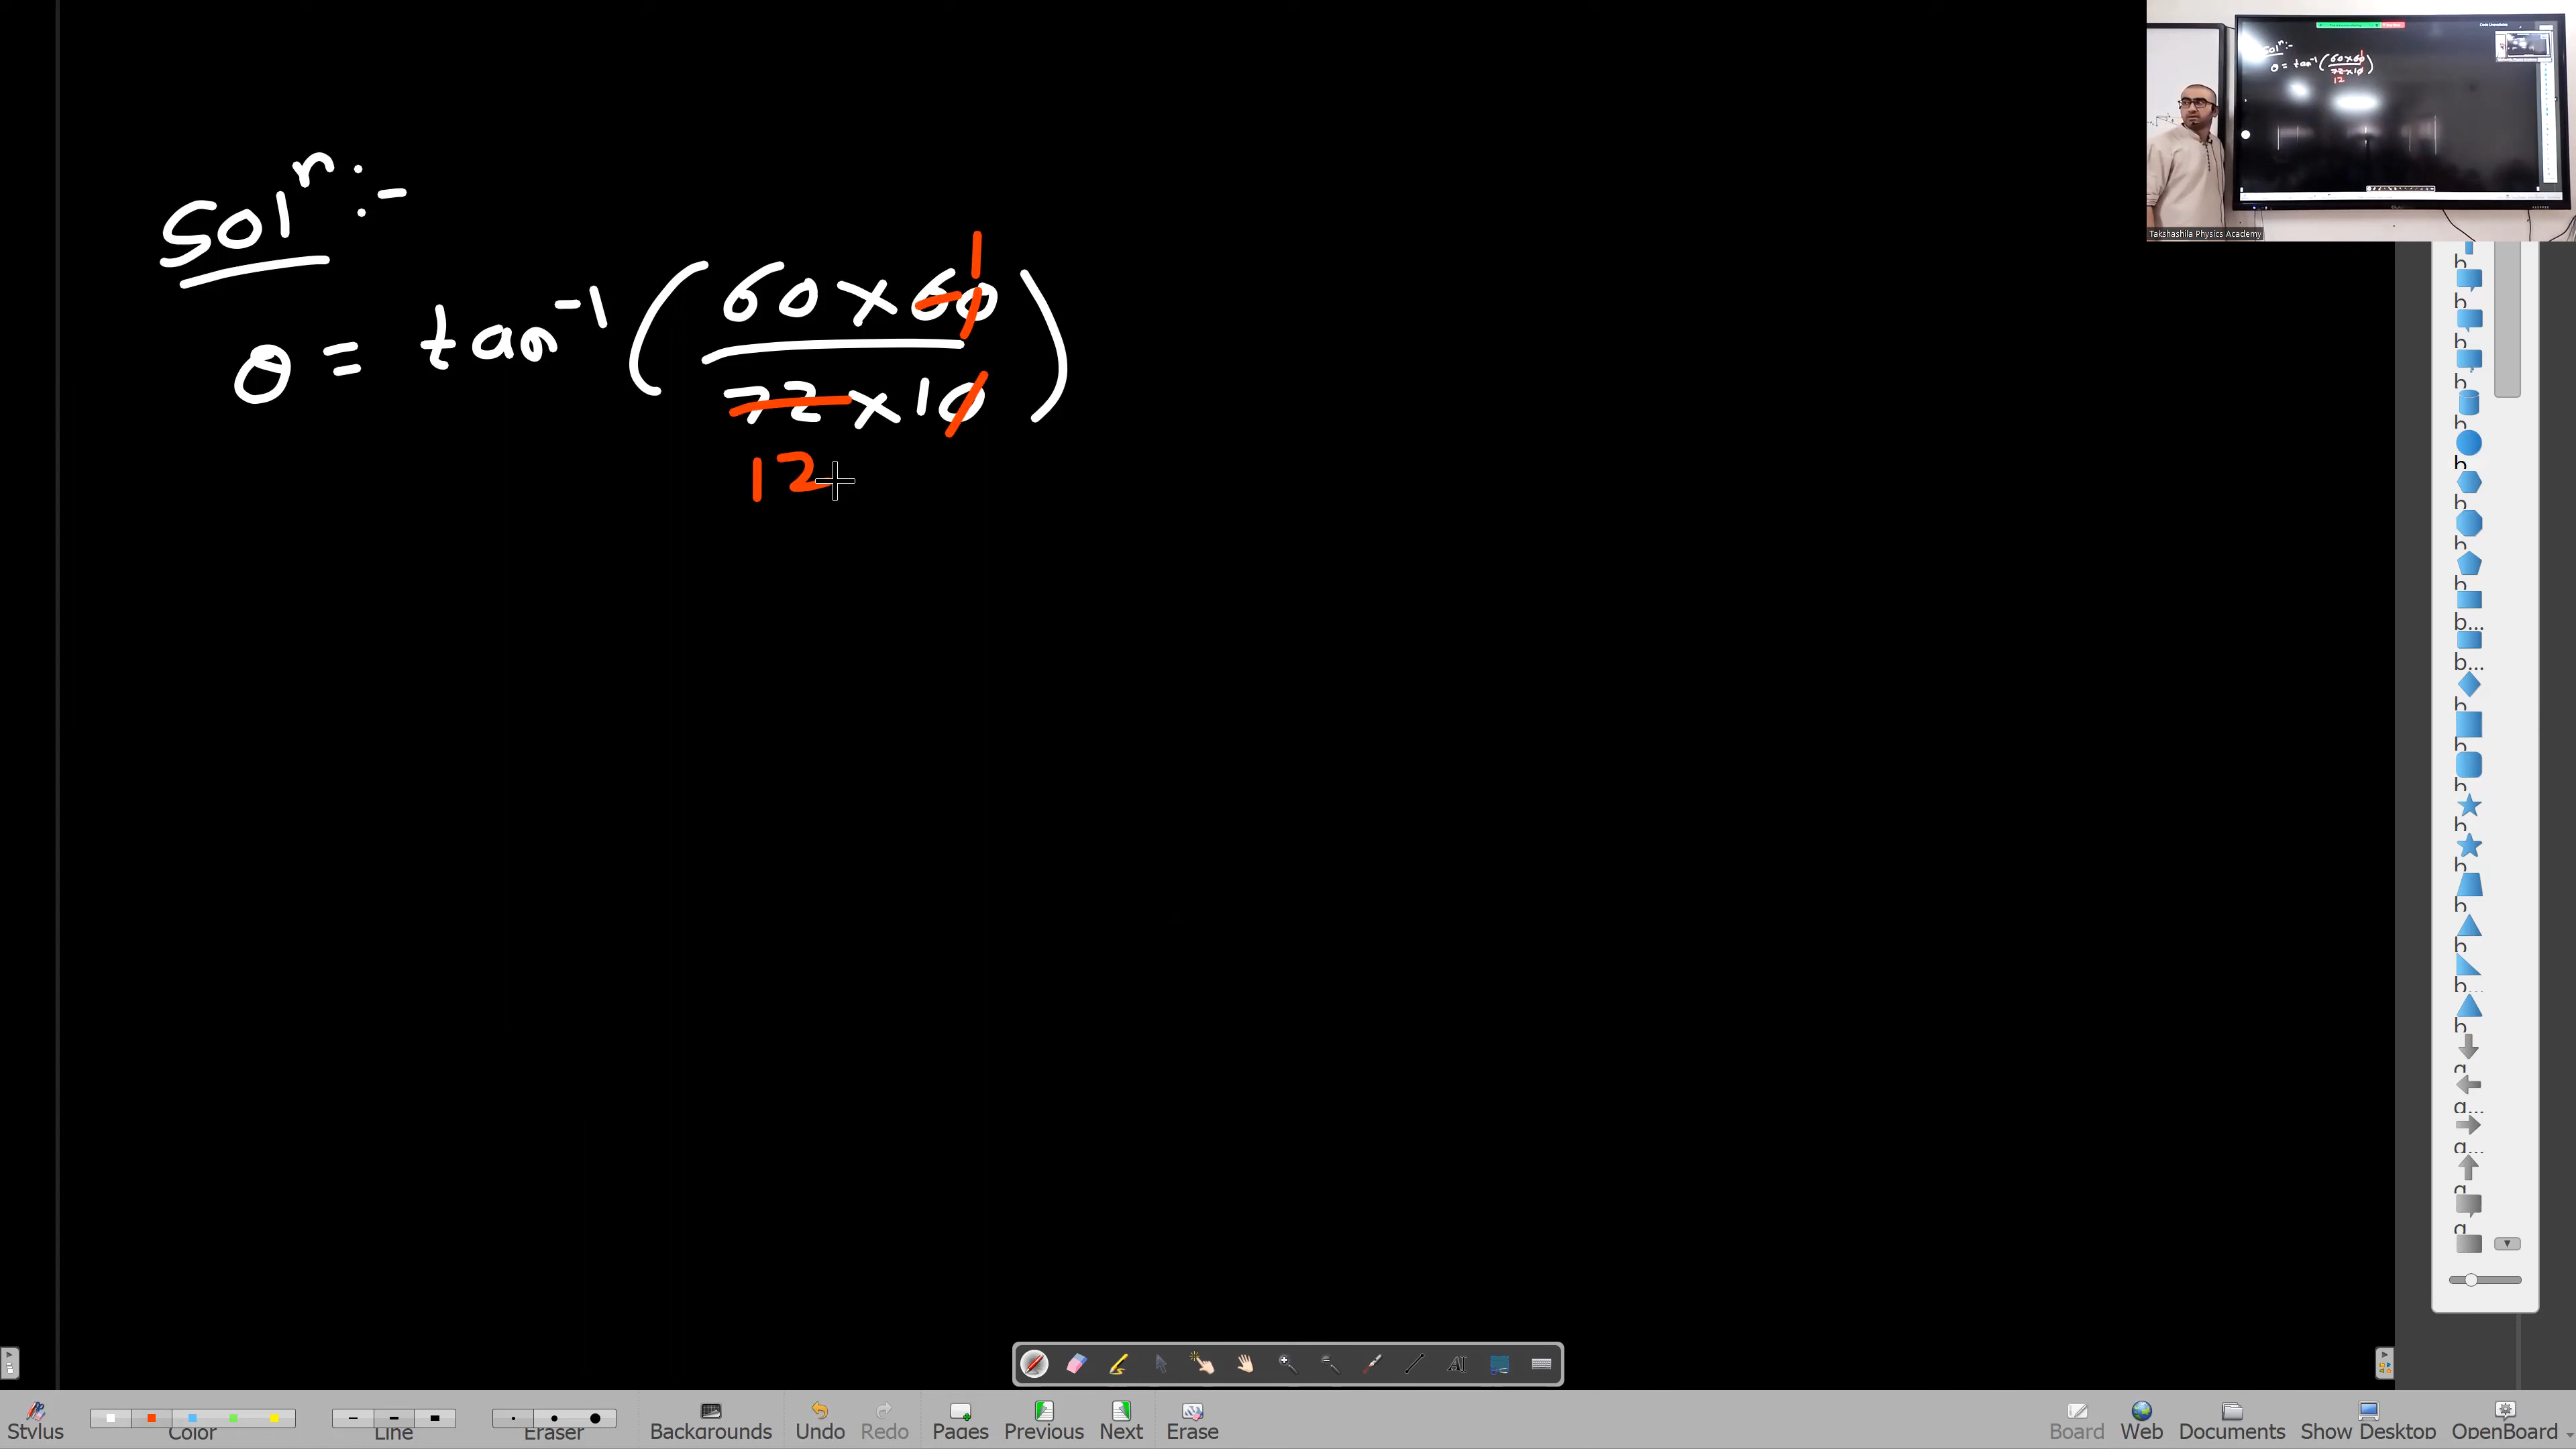 Solⁿ :-
θ = tan⁻¹ ( 60 × 60 / 72 × 10 )
1
12
Takshashila Physics Academy
b
b
b
b
b
b
b
b
b
b...
b...
b
b
b
b
b
b
b
b
b...
b
a
a...
a...
a
a
Stylus
Color
Line
Eraser
Backgrounds
Undo
Redo
Pages
Previous
Next
Erase
Board
Web
Documents
Show Desktop
OpenBoard